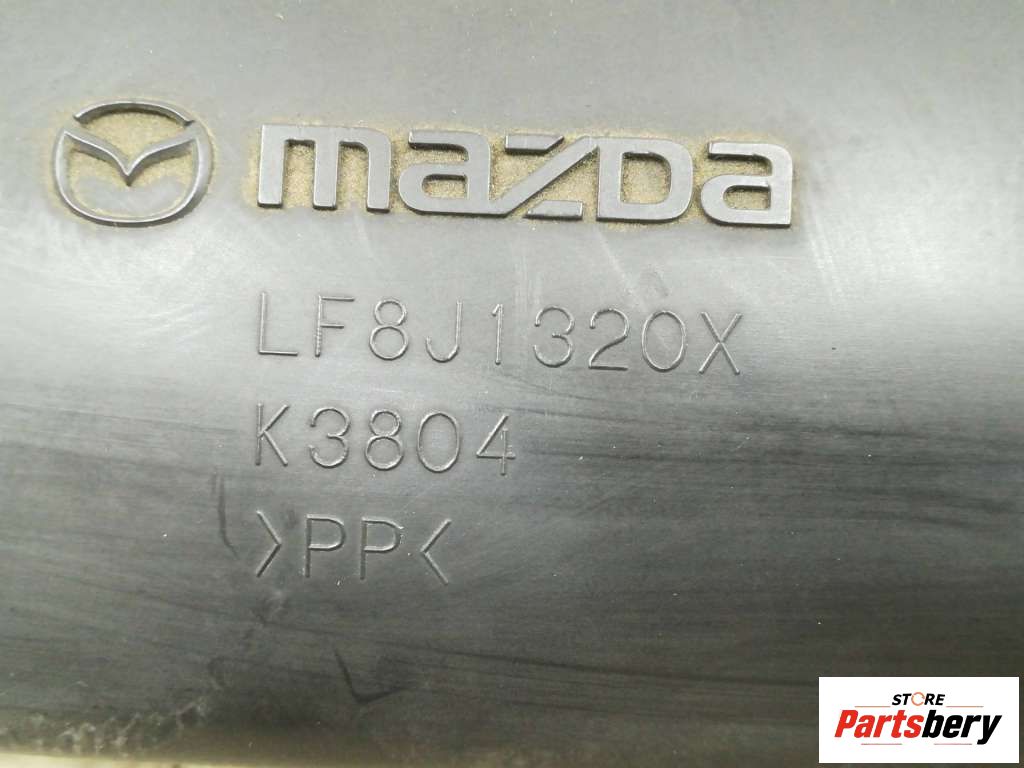 mazda
LF8J1320X
K3804
>PP<
STORE
Partsbery